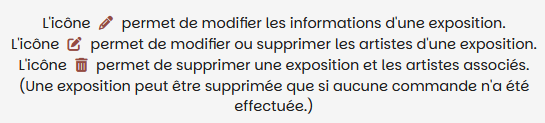 L'icône permet de modifier les informations d'une exposition.
L'icône permet de modifier ou supprimer les artistes d'une exposition.
L'icône permet de supprimer une exposition et les artistes associés.
(Une exposition peut être supprimée que si aucune commande n'a été
effectuée.)